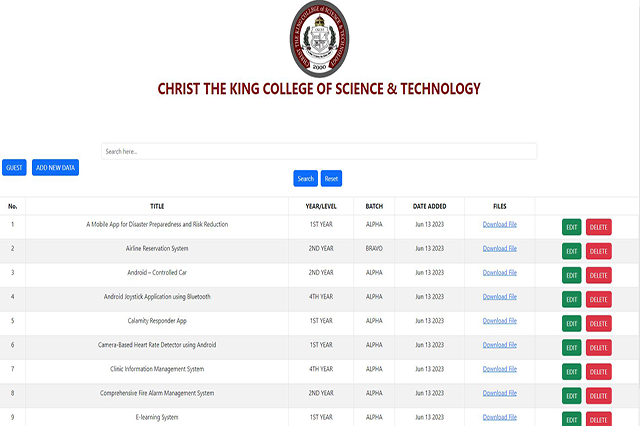 CHRIST THE KING COLLEGE OF SCIENCE & TECHNOLOGY
2000
CHRIST THE KING COLLEGE OF SCIENCE & TECHNOLOGY
Search here...
GUEST ADD NEW DATA
Search Reset
No. TITLE YEAR/LEVEL BATCH DATE ADDED FILES
1 A Mobile App for Disaster Preparedness and Risk Reduction 1ST YEAR ALPHA Jun 13 2023 Download File EDIT DELETE
2 Airline Reservation System 2ND YEAR BRAVO Jun 13 2023 Download File EDIT DELETE
3 Android – Controlled Car 2ND YEAR ALPHA Jun 13 2023 Download File EDIT DELETE
4 Android Joystick Application using Bluetooth 4TH YEAR ALPHA Jun 13 2023 Download File EDIT DELETE
5 Calamity Responder App 1ST YEAR ALPHA Jun 13 2023 Download File EDIT DELETE
6 Camera-Based Heart Rate Detector using Android 1ST YEAR ALPHA Jun 13 2023 Download File EDIT DELETE
7 Clinic Information Management System 4TH YEAR ALPHA Jun 13 2023 Download File EDIT DELETE
8 Comprehensive Fire Alarm Management System 2ND YEAR ALPHA Jun 13 2023 Download File EDIT DELETE
9 E-learning System 1ST YEAR ALPHA Jun 13 2023 Download File EDIT DELETE